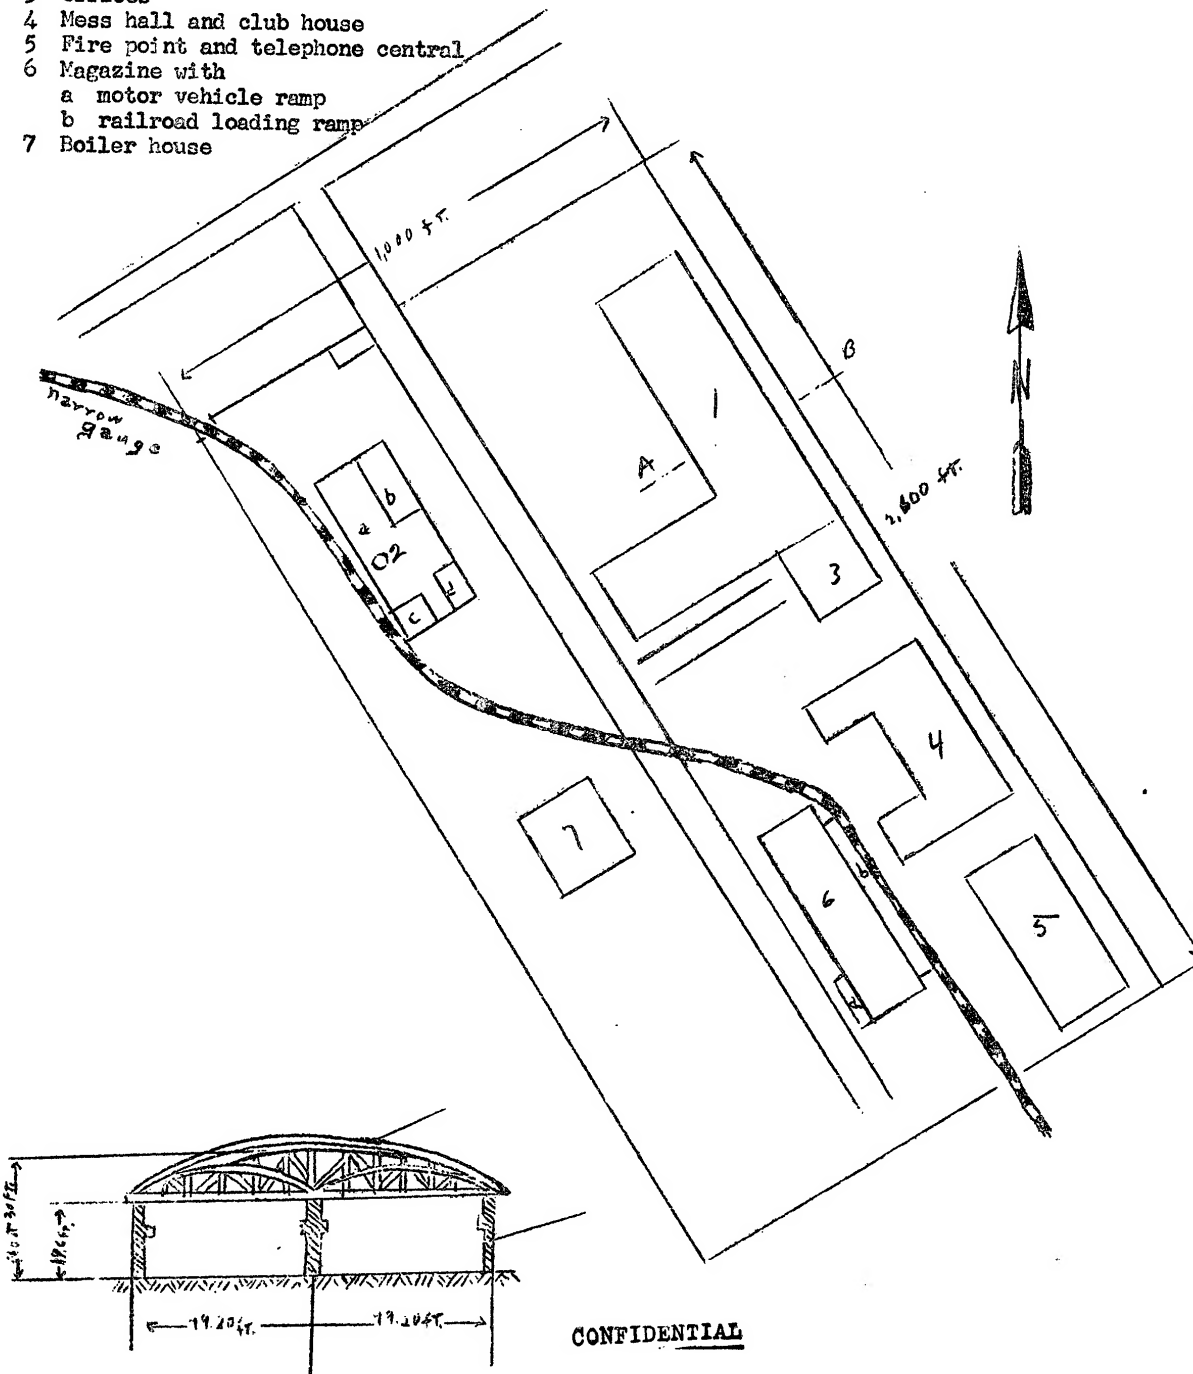 4 Mess hall and club house
5 Fire point and telephone central
6 Magazine with
a motor vehicle ramp
b railroad loading ramp
7 Boiler house
1,000 ft.
B
1
narrow
gauge
A
b
a
2
3
d
c
4
7
b
6
5
a
N
19.20 ft.
CONFIDENTIAL